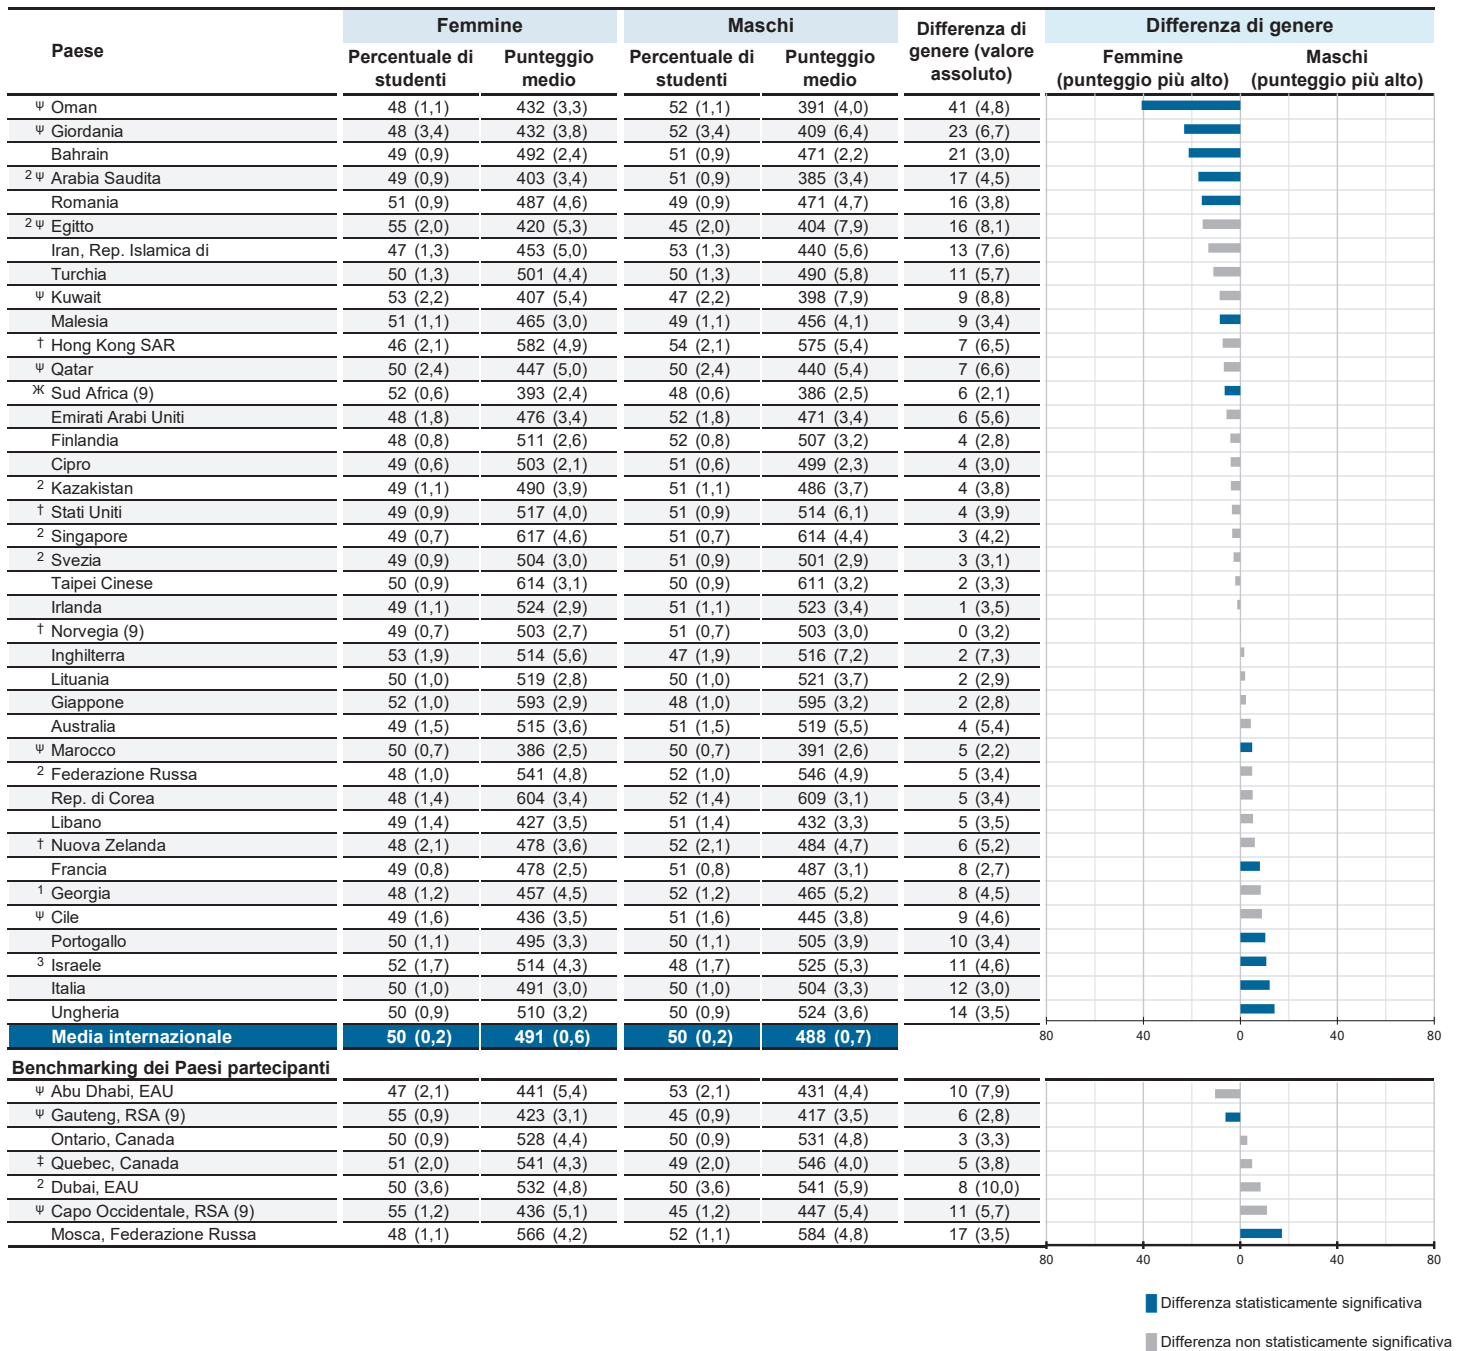 Paese Femmine Maschi Differenza di genere (valore assoluto) Differenza di genere
Percentuale di studenti Punteggio medio Percentuale di studenti Punteggio medio Femmine (punteggio più alto) Maschi (punteggio più alto)
ψ Oman 48 (1,1) 432 (3,3) 52 (1,1) 391 (4,0) 41 (4,8)
ψ Giordania 48 (3,4) 432 (3,8) 52 (3,4) 409 (6,4) 23 (6,7)
Bahrain 49 (0,9) 492 (2,4) 51 (0,9) 471 (2,2) 21 (3,0)
2 ψ Arabia Saudita 49 (0,9) 403 (3,4) 51 (0,9) 385 (3,4) 17 (4,5)
Romania 51 (0,9) 487 (4,6) 49 (0,9) 471 (4,7) 16 (3,8)
2 ψ Egitto 55 (2,0) 420 (5,3) 45 (2,0) 404 (7,9) 16 (8,1)
Iran, Rep. Islamica di 47 (1,3) 453 (5,0) 53 (1,3) 440 (5,6) 13 (7,6)
Turchia 50 (1,3) 501 (4,4) 50 (1,3) 490 (5,8) 11 (5,7)
ψ Kuwait 53 (2,2) 407 (5,4) 47 (2,2) 398 (7,9) 9 (8,8)
Malesia 51 (1,1) 465 (3,0) 49 (1,1) 456 (4,1) 9 (3,4)
† Hong Kong SAR 46 (2,1) 582 (4,9) 54 (2,1) 575 (5,4) 7 (6,5)
ψ Qatar 50 (2,4) 447 (5,0) 50 (2,4) 440 (5,4) 7 (6,6)
Ж Sud Africa (9) 52 (0,6) 393 (2,4) 48 (0,6) 386 (2,5) 6 (2,1)
Emirati Arabi Uniti 48 (1,8) 476 (3,4) 52 (1,8) 471 (3,4) 6 (5,6)
Finlandia 48 (0,8) 511 (2,6) 52 (0,8) 507 (3,2) 4 (2,8)
Cipro 49 (0,6) 503 (2,1) 51 (0,6) 499 (2,3) 4 (3,0)
2 Kazakistan 49 (1,1) 490 (3,9) 51 (1,1) 486 (3,7) 4 (3,8)
† Stati Uniti 49 (0,9) 517 (4,0) 51 (0,9) 514 (6,1) 4 (3,9)
2 Singapore 49 (0,7) 617 (4,6) 51 (0,7) 614 (4,4) 3 (4,2)
2 Svezia 49 (0,9) 504 (3,0) 51 (0,9) 501 (2,9) 3 (3,1)
Taipei Cinese 50 (0,9) 614 (3,1) 50 (0,9) 611 (3,2) 2 (3,3)
Irlanda 49 (1,1) 524 (2,9) 51 (1,1) 523 (3,4) 1 (3,5)
† Norvegia (9) 49 (0,7) 503 (2,7) 51 (0,7) 503 (3,0) 0 (3,2)
Inghilterra 53 (1,9) 514 (5,6) 47 (1,9) 516 (7,2) 2 (7,3)
Lituania 50 (1,0) 519 (2,8) 50 (1,0) 521 (3,7) 2 (2,9)
Giappone 52 (1,0) 593 (2,9) 48 (1,0) 595 (3,2) 2 (2,8)
Australia 49 (1,5) 515 (3,6) 51 (1,5) 519 (5,5) 4 (5,4)
ψ Marocco 50 (0,7) 386 (2,5) 50 (0,7) 391 (2,6) 5 (2,2)
2 Federazione Russa 48 (1,0) 541 (4,8) 52 (1,0) 546 (4,9) 5 (3,4)
Rep. di Corea 48 (1,4) 604 (3,4) 52 (1,4) 609 (3,1) 5 (3,4)
Libano 49 (1,4) 427 (3,5) 51 (1,4) 432 (3,3) 5 (3,5)
† Nuova Zelanda 48 (2,1) 478 (3,6) 52 (2,1) 484 (4,7) 6 (5,2)
Francia 49 (0,8) 478 (2,5) 51 (0,8) 487 (3,1) 8 (2,7)
1 Georgia 48 (1,2) 457 (4,5) 52 (1,2) 465 (5,2) 8 (4,5)
ψ Cile 49 (1,6) 436 (3,5) 51 (1,6) 445 (3,8) 9 (4,6)
Portogallo 50 (1,1) 495 (3,3) 50 (1,1) 505 (3,9) 10 (3,4)
3 Israele 52 (1,7) 514 (4,3) 48 (1,7) 525 (5,3) 11 (4,6)
Italia 50 (1,0) 491 (3,0) 50 (1,0) 504 (3,3) 12 (3,0)
Ungheria 50 (0,9) 510 (3,2) 50 (0,9) 524 (3,6) 14 (3,5)
Media internazionale 50 (0,2) 491 (0,6) 50 (0,2) 488 (0,7) 80 40 0 40 80
Benchmarking dei Paesi partecipanti
ψ Abu Dhabi, EAU 47 (2,1) 441 (5,4) 53 (2,1) 431 (4,4) 10 (7,9)
ψ Gauteng, RSA (9) 55 (0,9) 423 (3,1) 45 (0,9) 417 (3,5) 6 (2,8)
Ontario, Canada 50 (0,9) 528 (4,4) 50 (0,9) 531 (4,8) 3 (3,3)
‡ Quebec, Canada 51 (2,0) 541 (4,3) 49 (2,0) 546 (4,0) 5 (3,8)
2 Dubai, EAU 50 (3,6) 532 (4,8) 50 (3,6) 541 (5,9) 8 (10,0)
ψ Capo Occidentale, RSA (9) 55 (1,2) 436 (5,1) 45 (1,2) 447 (5,4) 11 (5,7)
Mosca, Federazione Russa 48 (1,1) 566 (4,2) 52 (1,1) 584 (4,8) 17 (3,5)
80 40 0 40 80
Differenza statisticamente significativa
Differenza non statisticamente significativa